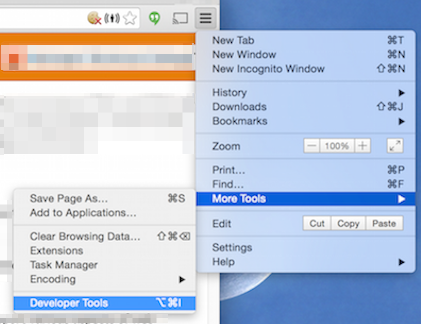 New Tab ⌘T
New Window ⌘N
New Incognito Window ⇧⌘N
History
Downloads ⇧⌘J
Bookmarks
Zoom — 100% +
Print... ⌘P
Find... ⌘F
More Tools
Edit Cut Copy Paste
Settings
Help
Save Page As... ⌘S
Add to Applications...
Clear Browsing Data... ⇧⌘⌫
Extensions
Task Manager
Encoding
Developer Tools ⌥⌘I